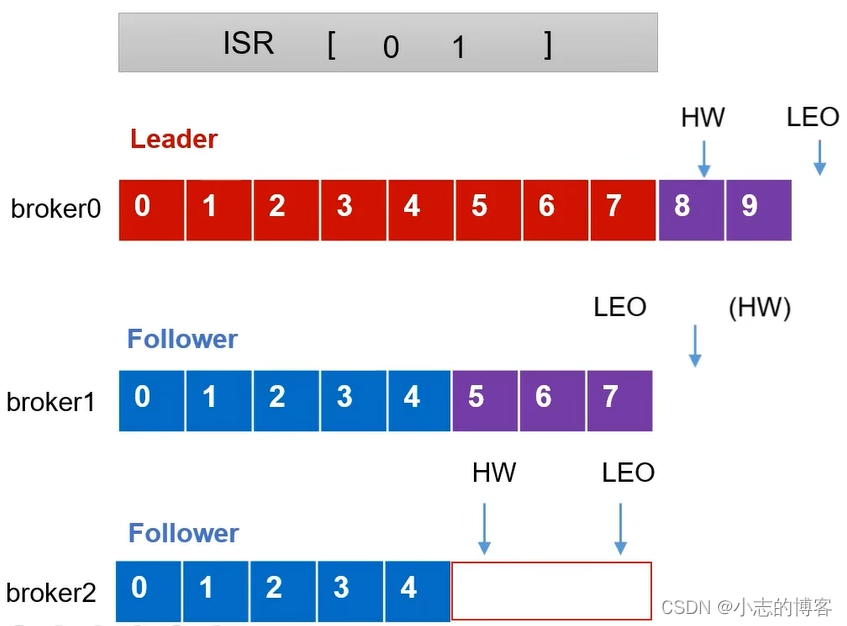 ISR [ 0 1 ]
HW LEO
Leader
broker0 0 1 2 3 4 5 6 7 8 9
LEO (HW)
Follower
broker1 0 1 2 3 4 5 6 7
HW LEO
Follower
broker2 0 1 2 3 4
CSDN @小志的博客